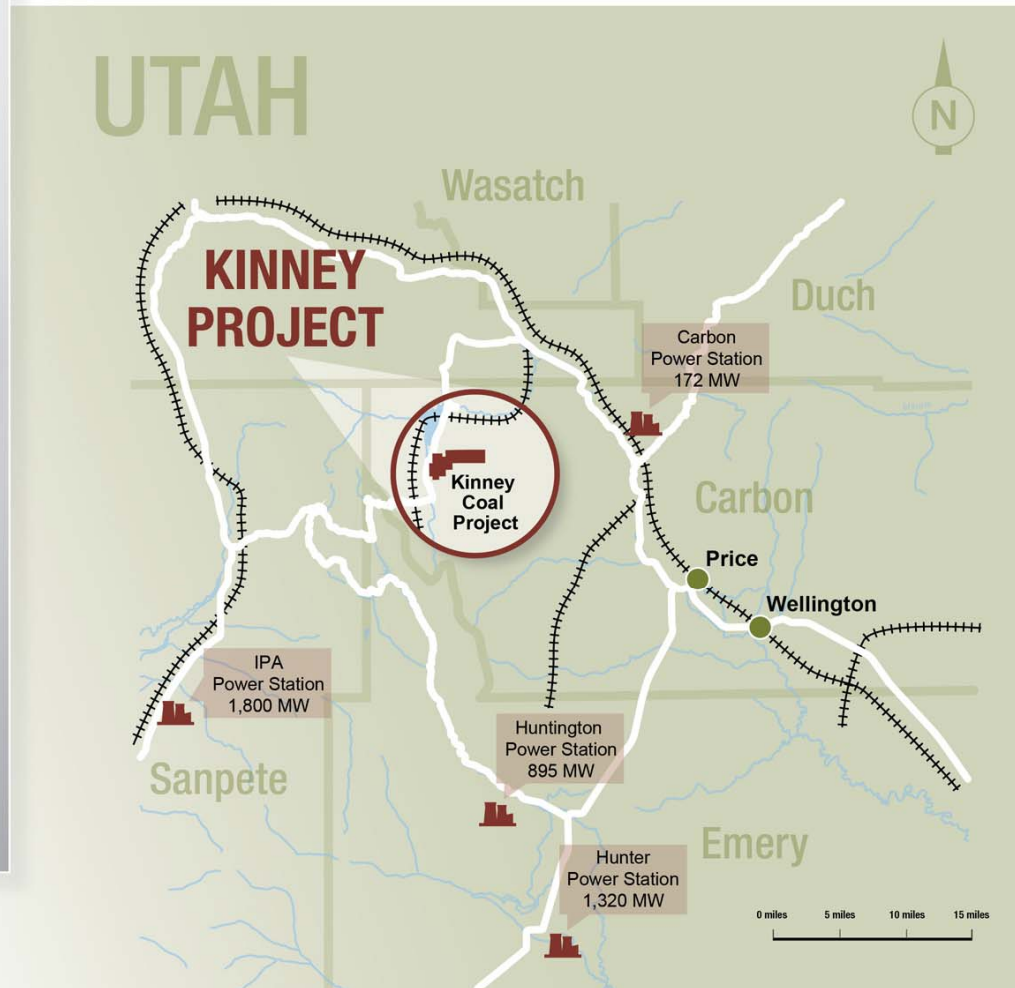 UTAH
N
Wasatch
KINNEY
PROJECT
Duch
Carbon
Power Station
172 MW
Kinney
Coal
Project
Carbon
Price
Wellington
IPA
Power Station
1,800 MW
Huntington
Power Station
895 MW
Sanpete
Emery
Hunter
Power Station
1,320 MW
0 miles 5 miles 10 miles 15 miles